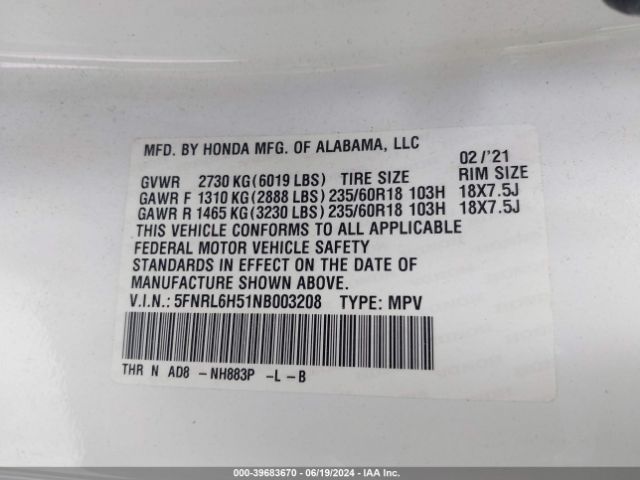 MFD. BY HONDA MFG. OF ALABAMA, LLC 02/'21
GVWR 2730 KG(6019 LBS) TIRE SIZE RIM SIZE
GAWR F 1310 KG(2888 LBS) 235/60R18 103H 18X7.5J
GAWR R 1465 KG(3230 LBS) 235/60R18 103H 18X7.5J
THIS VEHICLE CONFORMS TO ALL APPLICABLE
FEDERAL MOTOR VEHICLE SAFETY
STANDARDS IN EFFECT ON THE DATE OF
MANUFACTURE SHOWN ABOVE.
V.I.N.: 5FNRL6H51NB003208 TYPE: MPV
THR N AD8 -NH883P -L -B
000-39683670 - 06/19/2024 - IAA